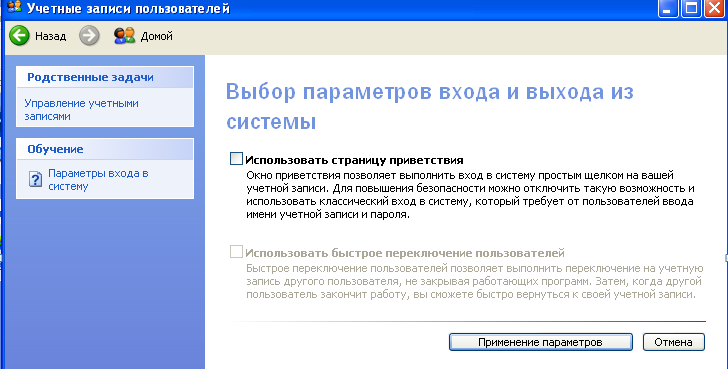 Учетные записи пользователей
Назад
Домой
Родственные задачи
Управление учетными
записями
Обучение
Параметры входа в
систему
Выбор параметров входа и выхода из
системы
Использовать страницу приветствия
Окно приветствия позволяет выполнить вход в систему простым щелком на вашей
учетной записи. Для повышения безопасности можно отключить такую возможность и
использовать классический вход в систему, который требует от пользователей ввода
имени учетной записи и пароля.
Использовать быстрое переключение пользователей
Быстрое переключение пользователей позволяет выполнить переключение на учетную
запись другого пользователя, не закрывая работающих программ. Затем, когда другой
пользователь закончит работу, вы сможете быстро вернуться к своей учетной записи.
Применение параметров
Отмена